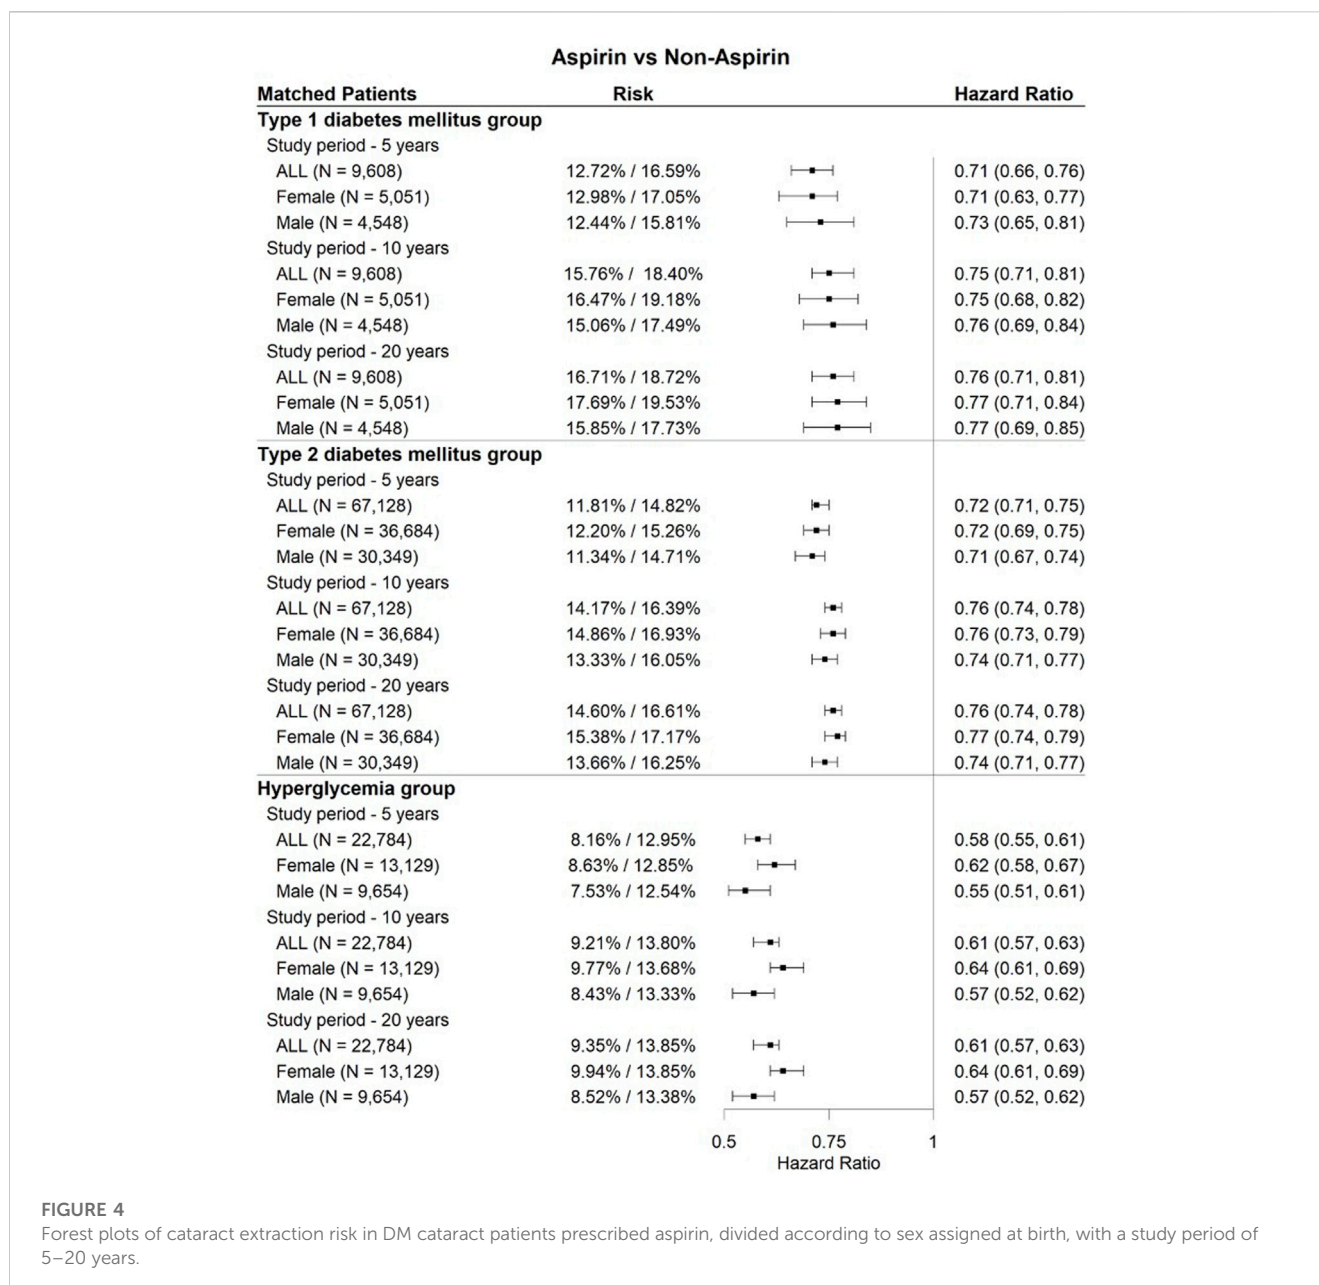 Aspirin vs Non-Aspirin
Matched Patients Risk Hazard Ratio
Type 1 diabetes mellitus group
Study period - 5 years
ALL (N = 9,608) 12.72% / 16.59% 0.71 (0.66, 0.76)
Female (N = 5,051) 12.98% / 17.05% 0.71 (0.63, 0.77)
Male (N = 4,548) 12.44% / 15.81% 0.73 (0.65, 0.81)
Study period - 10 years
ALL (N = 9,608) 15.76% / 18.40% 0.75 (0.71, 0.81)
Female (N = 5,051) 16.47% / 19.18% 0.75 (0.68, 0.82)
Male (N = 4,548) 15.06% / 17.49% 0.76 (0.69, 0.84)
Study period - 20 years
ALL (N = 9,608) 16.71% / 18.72% 0.76 (0.71, 0.81)
Female (N = 5,051) 17.69% / 19.53% 0.77 (0.71, 0.84)
Male (N = 4,548) 15.85% / 17.73% 0.77 (0.69, 0.85)
Type 2 diabetes mellitus group
Study period - 5 years
ALL (N = 67,128) 11.81% / 14.82% 0.72 (0.71, 0.75)
Female (N = 36,684) 12.20% / 15.26% 0.72 (0.69, 0.75)
Male (N = 30,349) 11.34% / 14.71% 0.71 (0.67, 0.74)
Study period - 10 years
ALL (N = 67,128) 14.17% / 16.39% 0.76 (0.74, 0.78)
Female (N = 36,684) 14.86% / 16.93% 0.76 (0.73, 0.79)
Male (N = 30,349) 13.33% / 16.05% 0.74 (0.71, 0.77)
Study period - 20 years
ALL (N = 67,128) 14.60% / 16.61% 0.76 (0.74, 0.78)
Female (N = 36,684) 15.38% / 17.17% 0.77 (0.74, 0.79)
Male (N = 30,349) 13.66% / 16.25% 0.74 (0.71, 0.77)
Hyperglycemia group
Study period - 5 years
ALL (N = 22,784) 8.16% / 12.95% 0.58 (0.55, 0.61)
Female (N = 13,129) 8.63% / 12.85% 0.62 (0.58, 0.67)
Male (N = 9,654) 7.53% / 12.54% 0.55 (0.51, 0.61)
Study period - 10 years
ALL (N = 22,784) 9.21% / 13.80% 0.61 (0.57, 0.63)
Female (N = 13,129) 9.77% / 13.68% 0.64 (0.61, 0.69)
Male (N = 9,654) 8.43% / 13.33% 0.57 (0.52, 0.62)
Study period - 20 years
ALL (N = 22,784) 9.35% / 13.85% 0.61 (0.57, 0.63)
Female (N = 13,129) 9.94% / 13.85% 0.64 (0.61, 0.69)
Male (N = 9,654) 8.52% / 13.38% 0.57 (0.52, 0.62)
0.5 0.75 1
Hazard Ratio
FIGURE 4
Forest plots of cataract extraction risk in DM cataract patients prescribed aspirin, divided according to sex assigned at birth, with a study period of
5–20 years.